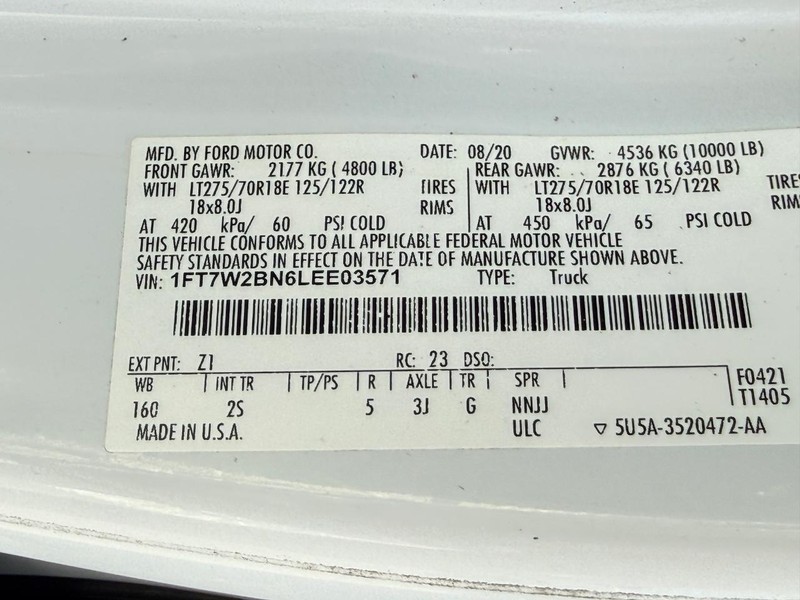 MFD. BY FORD MOTOR CO. DATE: 08/20 GVWR: 4536 KG (10000 LB)
FRONT GAWR: 2177 KG ( 4800 LB) REAR GAWR: 2876 KG ( 6340 LB)
WITH LT275/70R18E 125/122R TIRES WITH LT275/70R18E 125/122R TIRES
18x8.0J RIMS 18x8.0J RIMS
AT 420 kPa/ 60 PSI COLD AT 450 kPa/ 65 PSI COLD
THIS VEHICLE CONFORMS TO ALL APPLICABLE FEDERAL MOTOR VEHICLE
SAFETY STANDARDS IN EFFECT ON THE DATE OF MANUFACTURE SHOWN ABOVE.
VIN: 1FT7W2BN6LEE03571 TYPE: Truck
EXT PNT: Z1 RC: 23 DSO:
WB INT TR TP/PS R AXLE TR SPR F0421
160 2S 5 3J G NNJJ T1405
MADE IN U.S.A. ULC ▽ 5U5A-3520472-AA